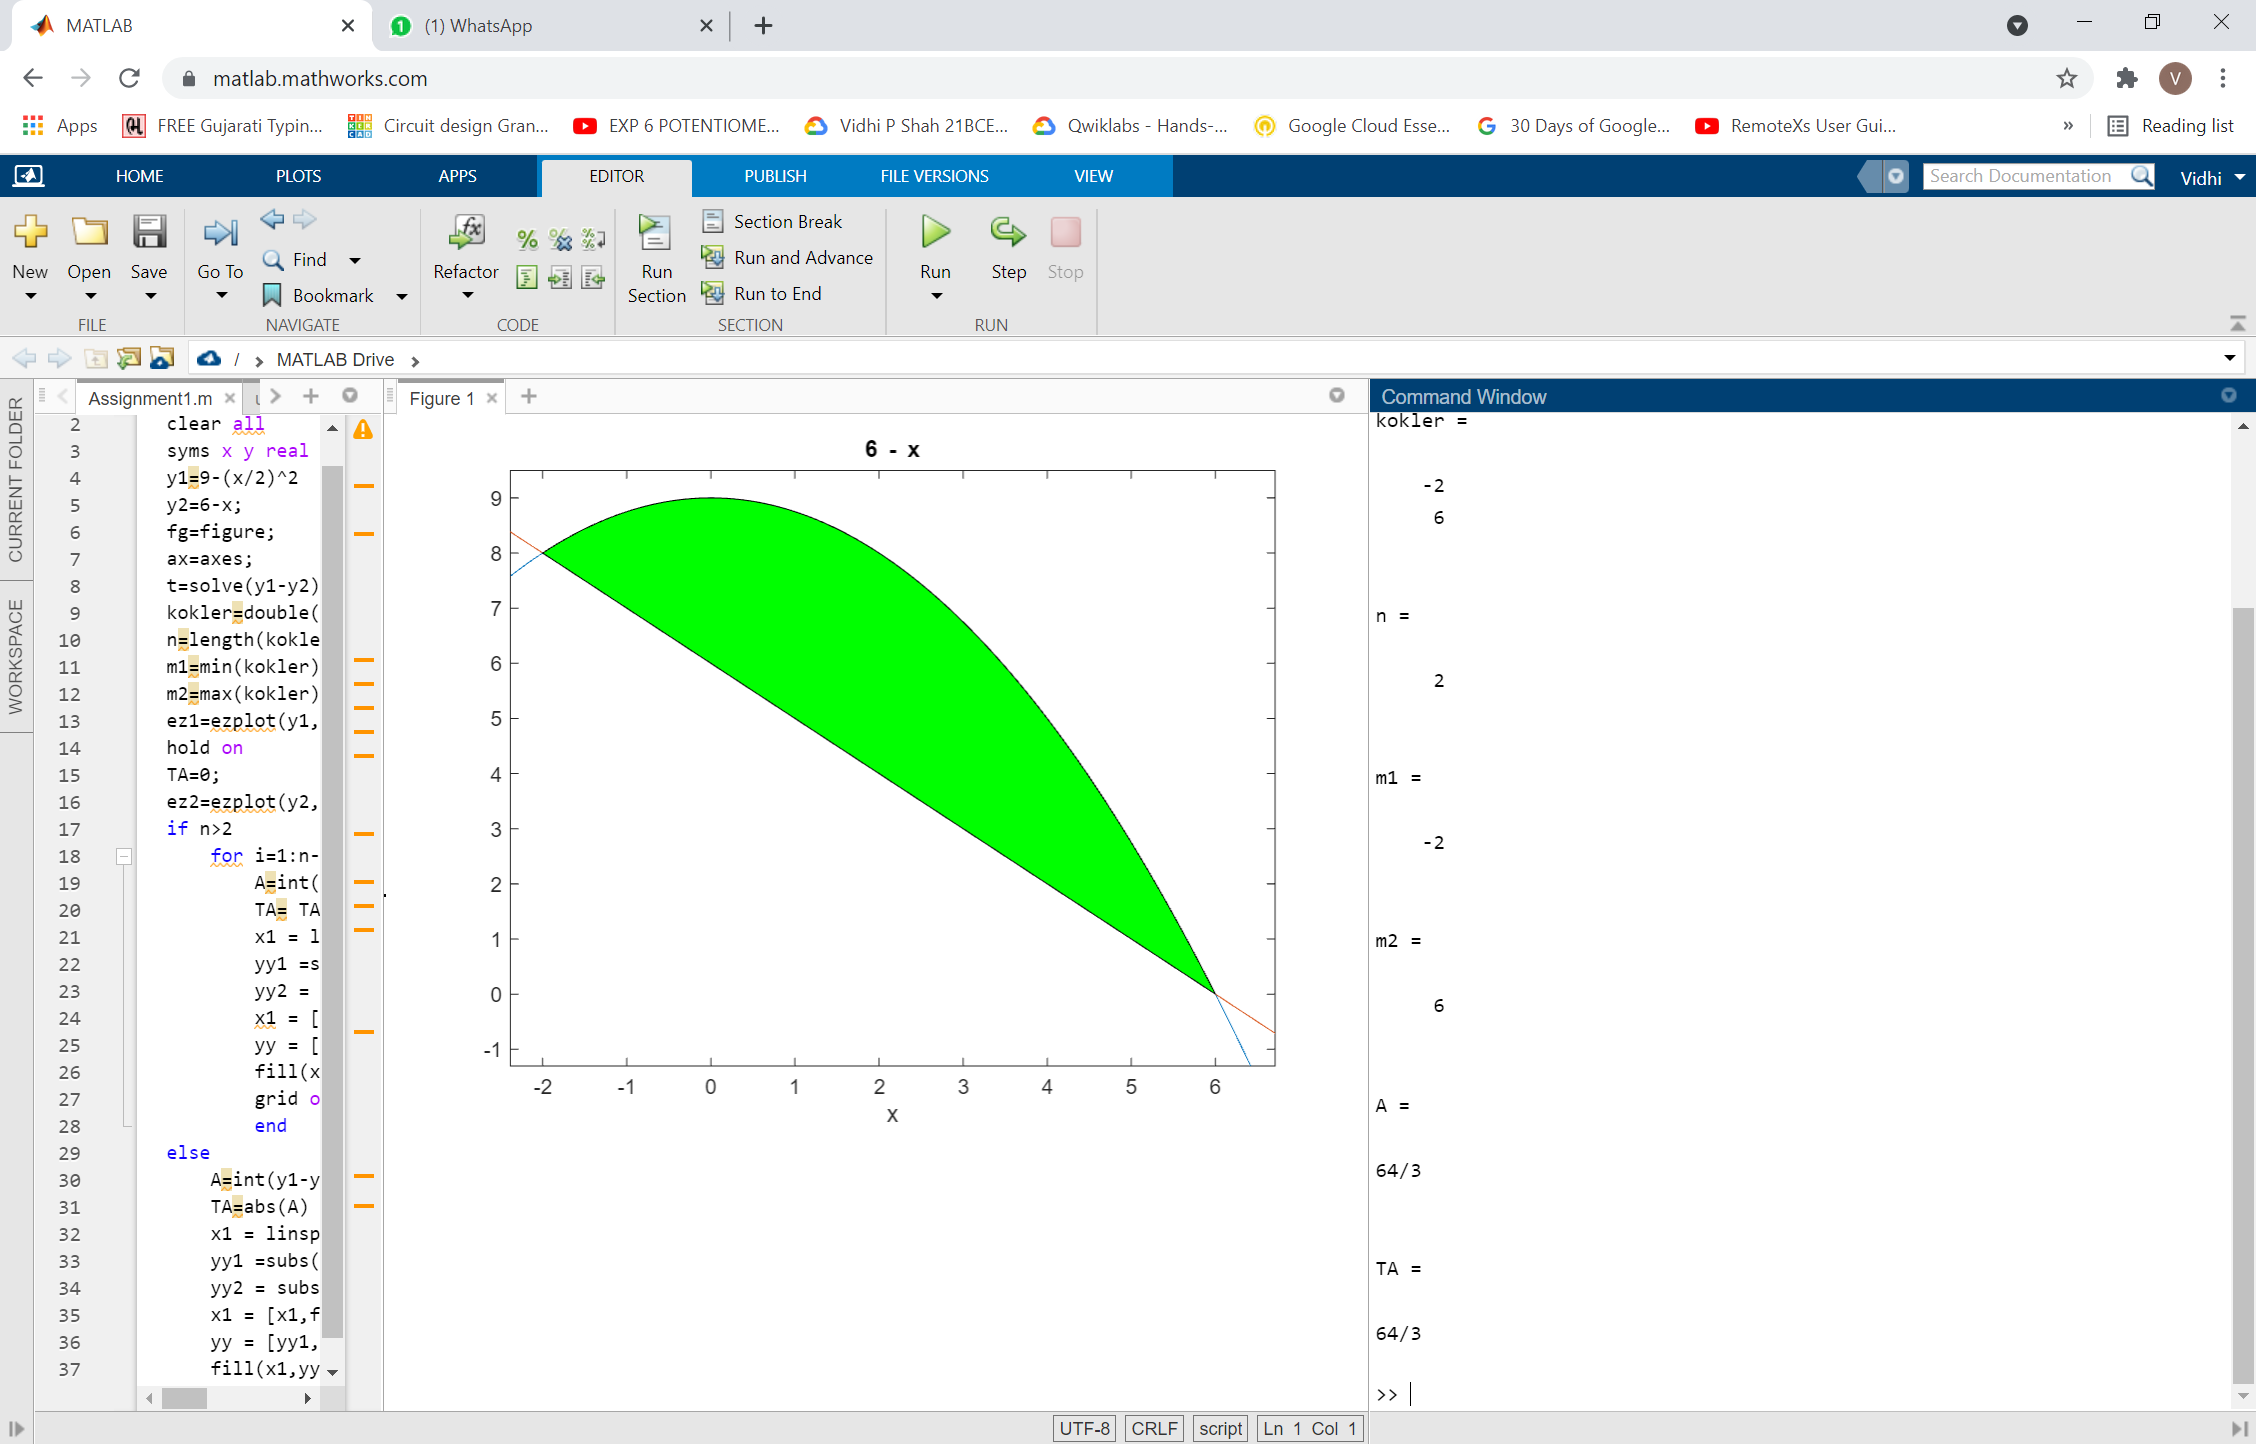 MATLAB
(1) WhatsApp
matlab.mathworks.com
V
Apps
FREE Gujarati Typin...
Circuit design Gran...
EXP 6 POTENTIOME...
Vidhi P Shah 21BCE...
Qwiklabs - Hands-...
Google Cloud Esse...
30 Days of Google...
RemoteXs User Gui...
»
Reading list
HOME
PLOTS
APPS
EDITOR
PUBLISH
FILE VERSIONS
VIEW
Search Documentation
Vidhi
New
Open
Save
FILE
Go To
Find
Bookmark
NAVIGATE
Refactor
CODE
Run Section
Section Break
Run and Advance
Run to End
SECTION
Run
Step
Stop
RUN
/ > MATLAB Drive >
CURRENT FOLDER
WORKSPACE
Assignment1.m
2 clear all
3 syms x y real
4 y1=9-(x/2)^2
5 y2=6-x;
6 fg=figure;
7 ax=axes;
8 t=solve(y1-y2)
9 kokler=double(
10 n=length(kokle
11 m1=min(kokler)
12 m2=max(kokler)
13 ez1=ezplot(y1,
14 hold on
15 TA=0;
16 ez2=ezplot(y2,
17 if n>2
18 for i=1:n-
19 A=int(
20 TA= TA
21 x1 = l
22 yy1 =s
23 yy2 =
24 x1 = [
25 yy = [
26 fill(x
27 grid o
28 end
29 else
30 A=int(y1-y
31 TA=abs(A)
32 x1 = linsp
33 yy1 =subs(
34 yy2 = subs
35 x1 = [x1,f
36 yy = [yy1,
37 fill(x1,yy
Figure 1
6 - x
9
8
7
6
5
4
3
2
1
0
-1
-2 -1 0 1 2 3 4 5 6
x
Command Window
kokler =
-2
6
n =
2
m1 =
-2
m2 =
6
A =
64/3
TA =
64/3
>>
UTF-8
CRLF
script
Ln 1 Col 1